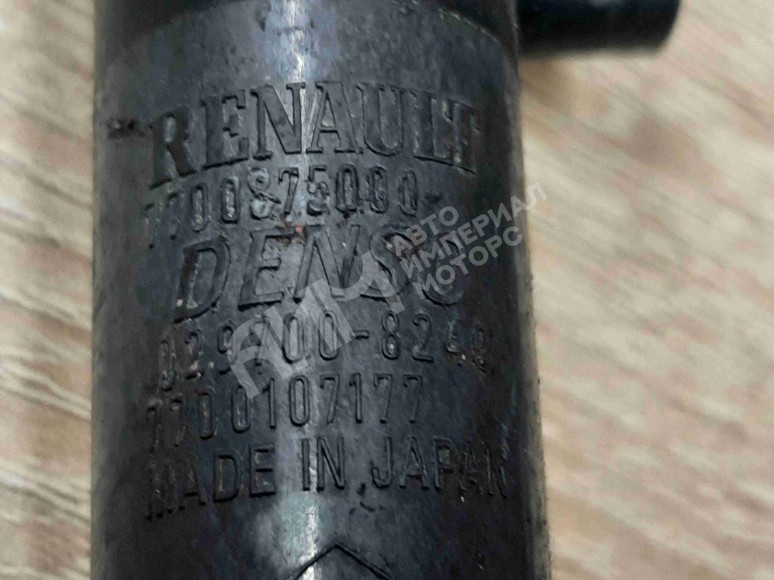 RENAULT
7700875000
DENSO
029700-8240
7700107177
MADE IN JAPAN
АВТО
ИМПЕРИАЛ
МОТОРС